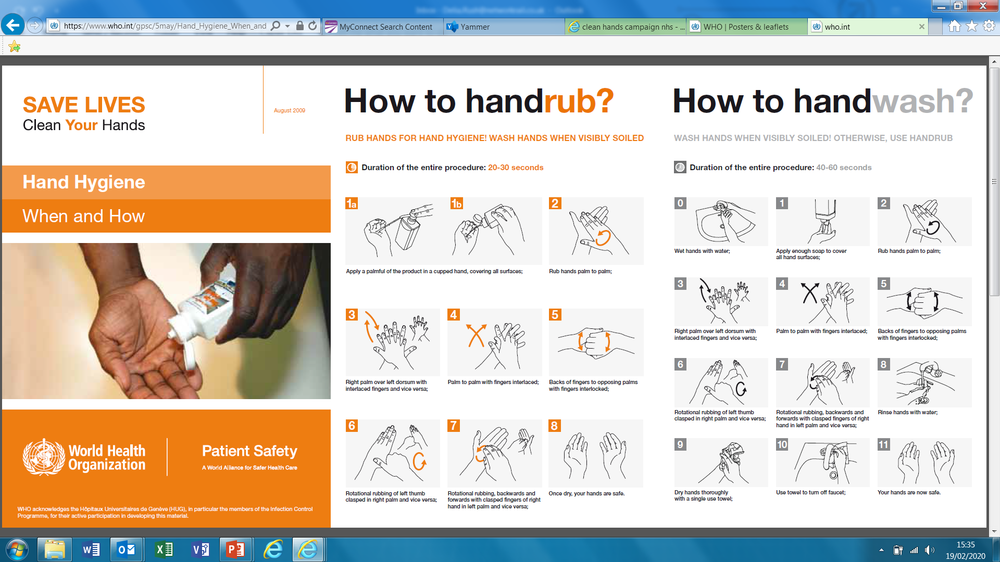 https://www.who.int/gpsc/5may/Hand_Hygiene_When_and
MyConnect Search Content
Yammer
clean hands campaign nhs - ...
WHO | Posters & leaflets
who.int
SAVE LIVES
Clean Your Hands
August 2009
Hand Hygiene
When and How
World Health
Organization
Patient Safety
A World Alliance for Safer Health Care
WHO acknowledges the Hôpitaux Universitaires de Genève (HUG), in particular the members of the Infection Control
Programme, for their active participation in developing this material.
How to handrub?
RUB HANDS FOR HAND HYGIENE! WASH HANDS WHEN VISIBLY SOILED
Duration of the entire procedure: 20-30 seconds
1a
1b
2
Apply a palmful of the product in a cupped hand, covering all surfaces;
Rub hands palm to palm;
3
4
5
Right palm over left dorsum with
interlaced fingers and vice versa;
Palm to palm with fingers interlaced;
Backs of fingers to opposing palms
with fingers interlocked;
6
7
8
Rotational rubbing of left thumb
clasped in right palm and vice versa;
Rotational rubbing, backwards and
forwards with clasped fingers of right
hand in left palm and vice versa;
Once dry, your hands are safe.
How to handwash?
WASH HANDS WHEN VISIBLY SOILED! OTHERWISE, USE HANDRUB
Duration of the entire procedure: 40-60 seconds
0
1
2
Wet hands with water;
Apply enough soap to cover
all hand surfaces;
Rub hands palm to palm;
3
4
5
Right palm over left dorsum with
interlaced fingers and vice versa;
Palm to palm with fingers interlaced;
Backs of fingers to opposing palms
with fingers interlocked;
6
7
8
Rotational rubbing of left thumb
clasped in right palm and vice versa;
Rotational rubbing, backwards and
forwards with clasped fingers of right
hand in left palm and vice versa;
Rinse hands with water;
9
10
11
Dry hands thoroughly
with a single use towel;
Use towel to turn off faucet;
Your hands are now safe.
15:35
19/02/2020